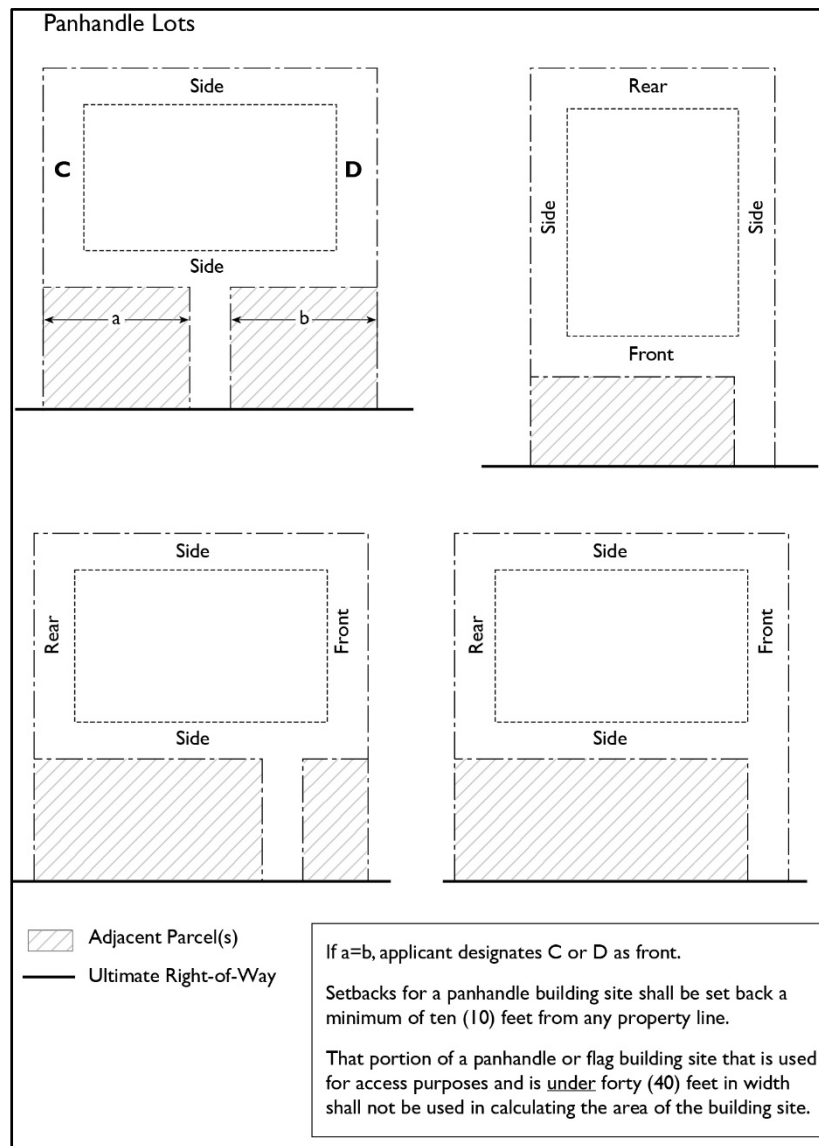 Panhandle Lots
Side
C
D
Side
a
b
Rear
Side
Side
Front
Side
Rear
Front
Side
Side
Rear
Front
Side
Adjacent Parcel(s)
Ultimate Right-of-Way
If a=b, applicant designates C or D as front.
Setbacks for a panhandle building site shall be set back a
minimum of ten (10) feet from any property line.
That portion of a panhandle or flag building site that is used
for access purposes and is under forty (40) feet in width
shall not be used in calculating the area of the building site.